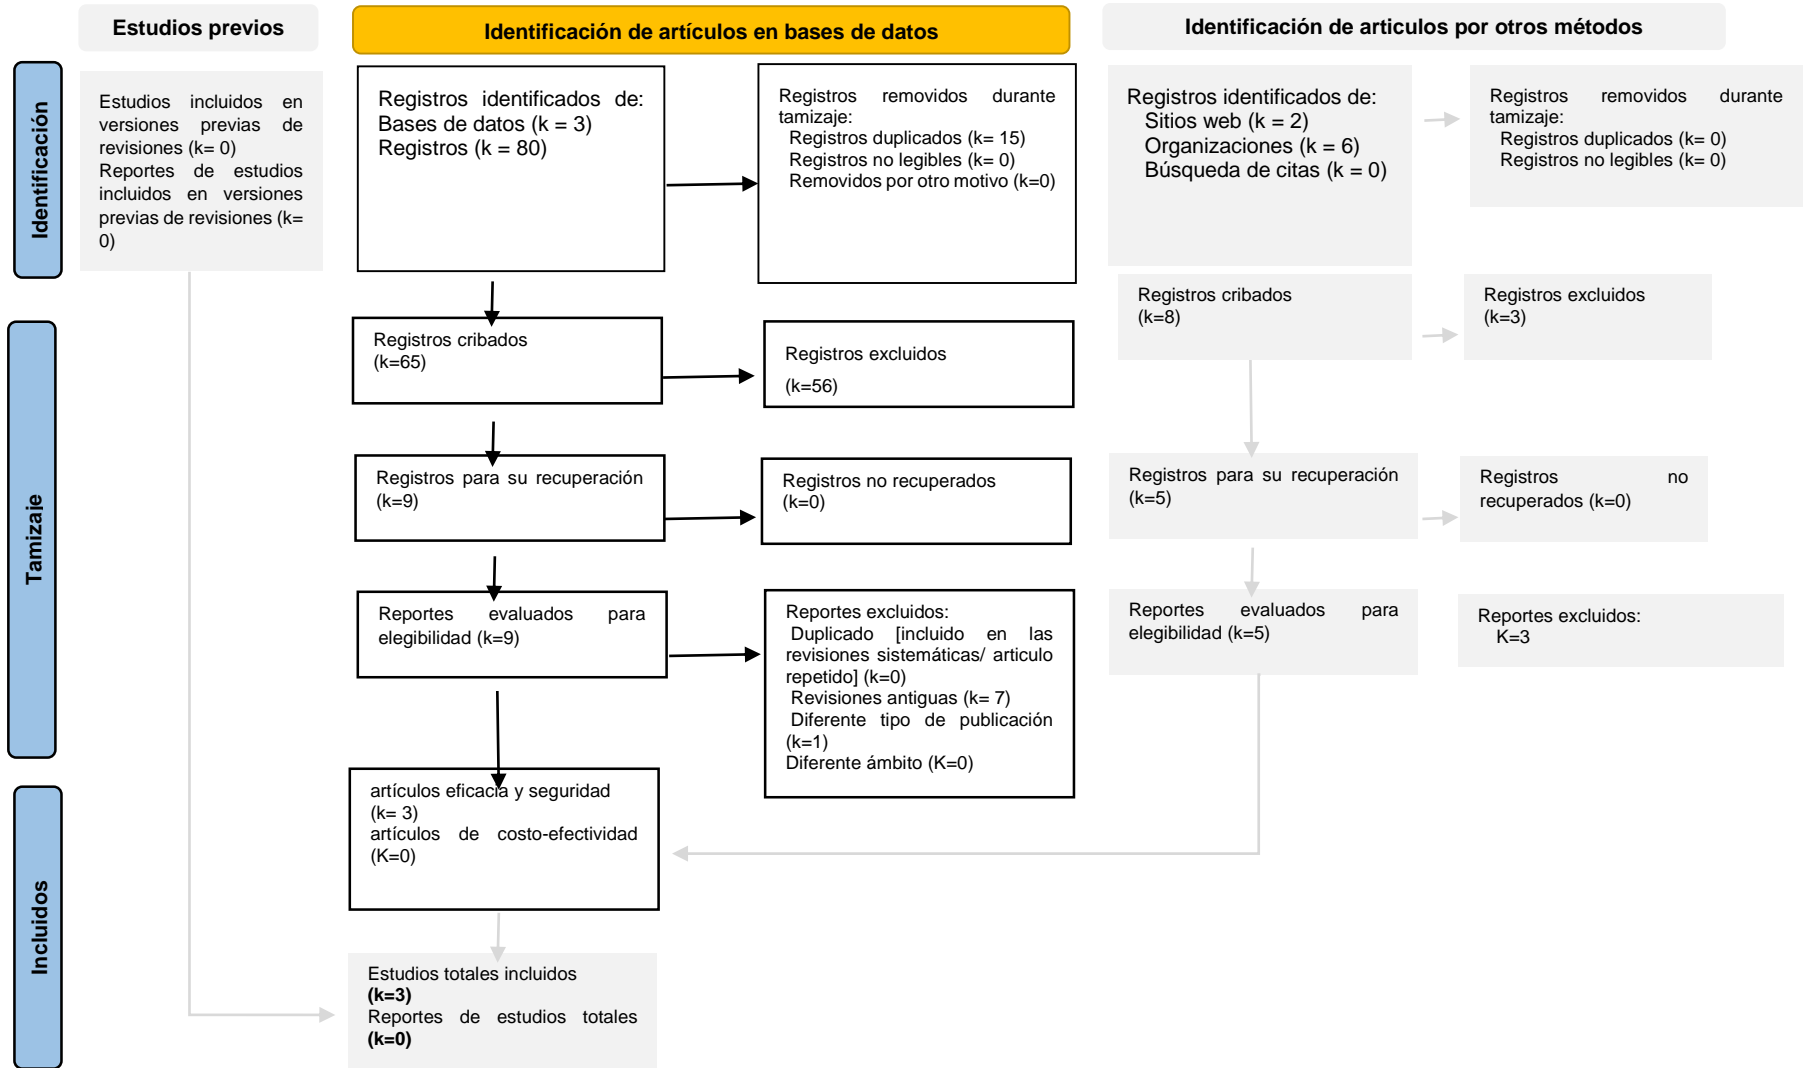 Estudios previos
Identificación de artículos en bases de datos
Identificación de articulos por otros métodos
Identificación
Estudios incluidos en
versiones previas de
revisiones (k= 0)
Reportes de estudios
incluidos en versiones
previas de revisiones (k=
0)
Registros identificados de:
Bases de datos (k = 3)
Registros (k = 80)
Registros removidos durante
tamizaje:
Registros duplicados (k= 15)
Registros no legibles (k= 0)
Removidos por otro motivo (k=0)
Registros identificados de:
Sitios web (k = 2)
Organizaciones (k = 6)
Búsqueda de citas (k = 0)
Registros removidos durante
tamizaje:
Registros duplicados (k= 0)
Registros no legibles (k= 0)
Tamizaje
Registros cribados
(k=65)
Registros excluidos
(k=56)
Registros cribados
(k=8)
Registros excluidos
(k=3)
Registros para su recuperación
(k=9)
Registros no recuperados
(k=0)
Registros para su recuperación
(k=5)
Registros no
recuperados (k=0)
Reportes evaluados para
elegibilidad (k=9)
Reportes excluidos:
Duplicado [incluido en las
revisiones sistemáticas/ articulo
repetido] (k=0)
Revisiones antiguas (k= 7)
Diferente tipo de publicación
(k=1)
Diferente ámbito (K=0)
Reportes evaluados para
elegibilidad (k=5)
Reportes excluidos:
K=3
Incluidos
artículos eficacia y seguridad
(k= 3)
artículos de costo-efectividad
(K=0)
Estudios totales incluidos
(k=3)
Reportes de estudios totales
(k=0)